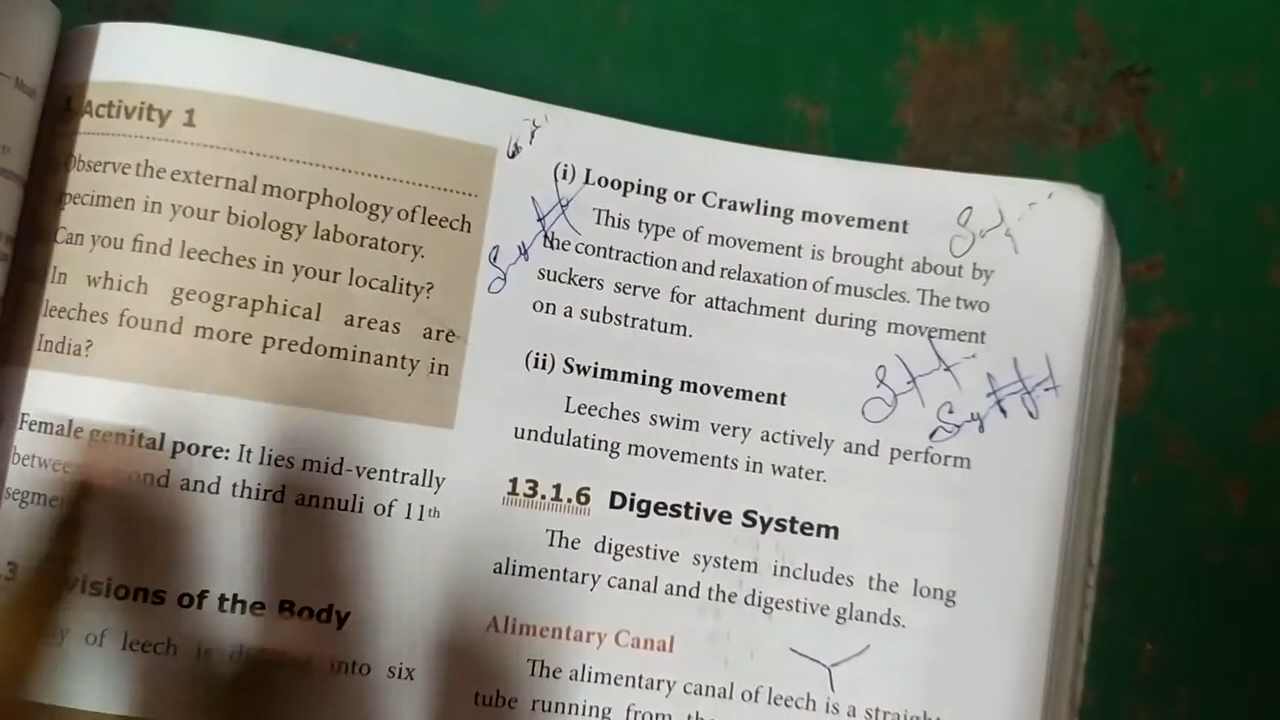 Activity 1
Observe the external morphology of leech
specimen in your biology laboratory.
Can you find leeches in your locality?
In which geographical areas are
leeches found more predominanty in
India?
Female genital pore: It lies mid-ventrally
and third annuli of 11th
of the Body
of leech is into six
(i) Looping or Crawling movement
This type of movement is brought about by
the contraction and relaxation of muscles. The two
suckers serve for attachment during movement
on a substratum.
(ii) Swimming movement
Leeches swim very actively and perform
undulating movements in water.
13.1.6 Digestive System
The digestive system includes the long
alimentary canal and the digestive glands.
Alimentary Canal
The alimentary canal of leech is a
tube running from